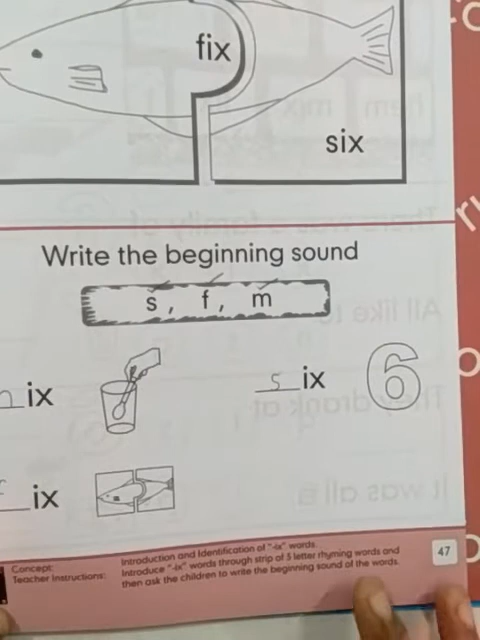 fix
six
Write the beginning sound
s, f, m
ix
s ix
6
f ix
Concept: Introduction and Identification of "-ix" words.
Teacher Instructions: Introduce "-ix" words through strip of 3 letter rhyming words and
then ask the children to write the beginning sound of the words.
47